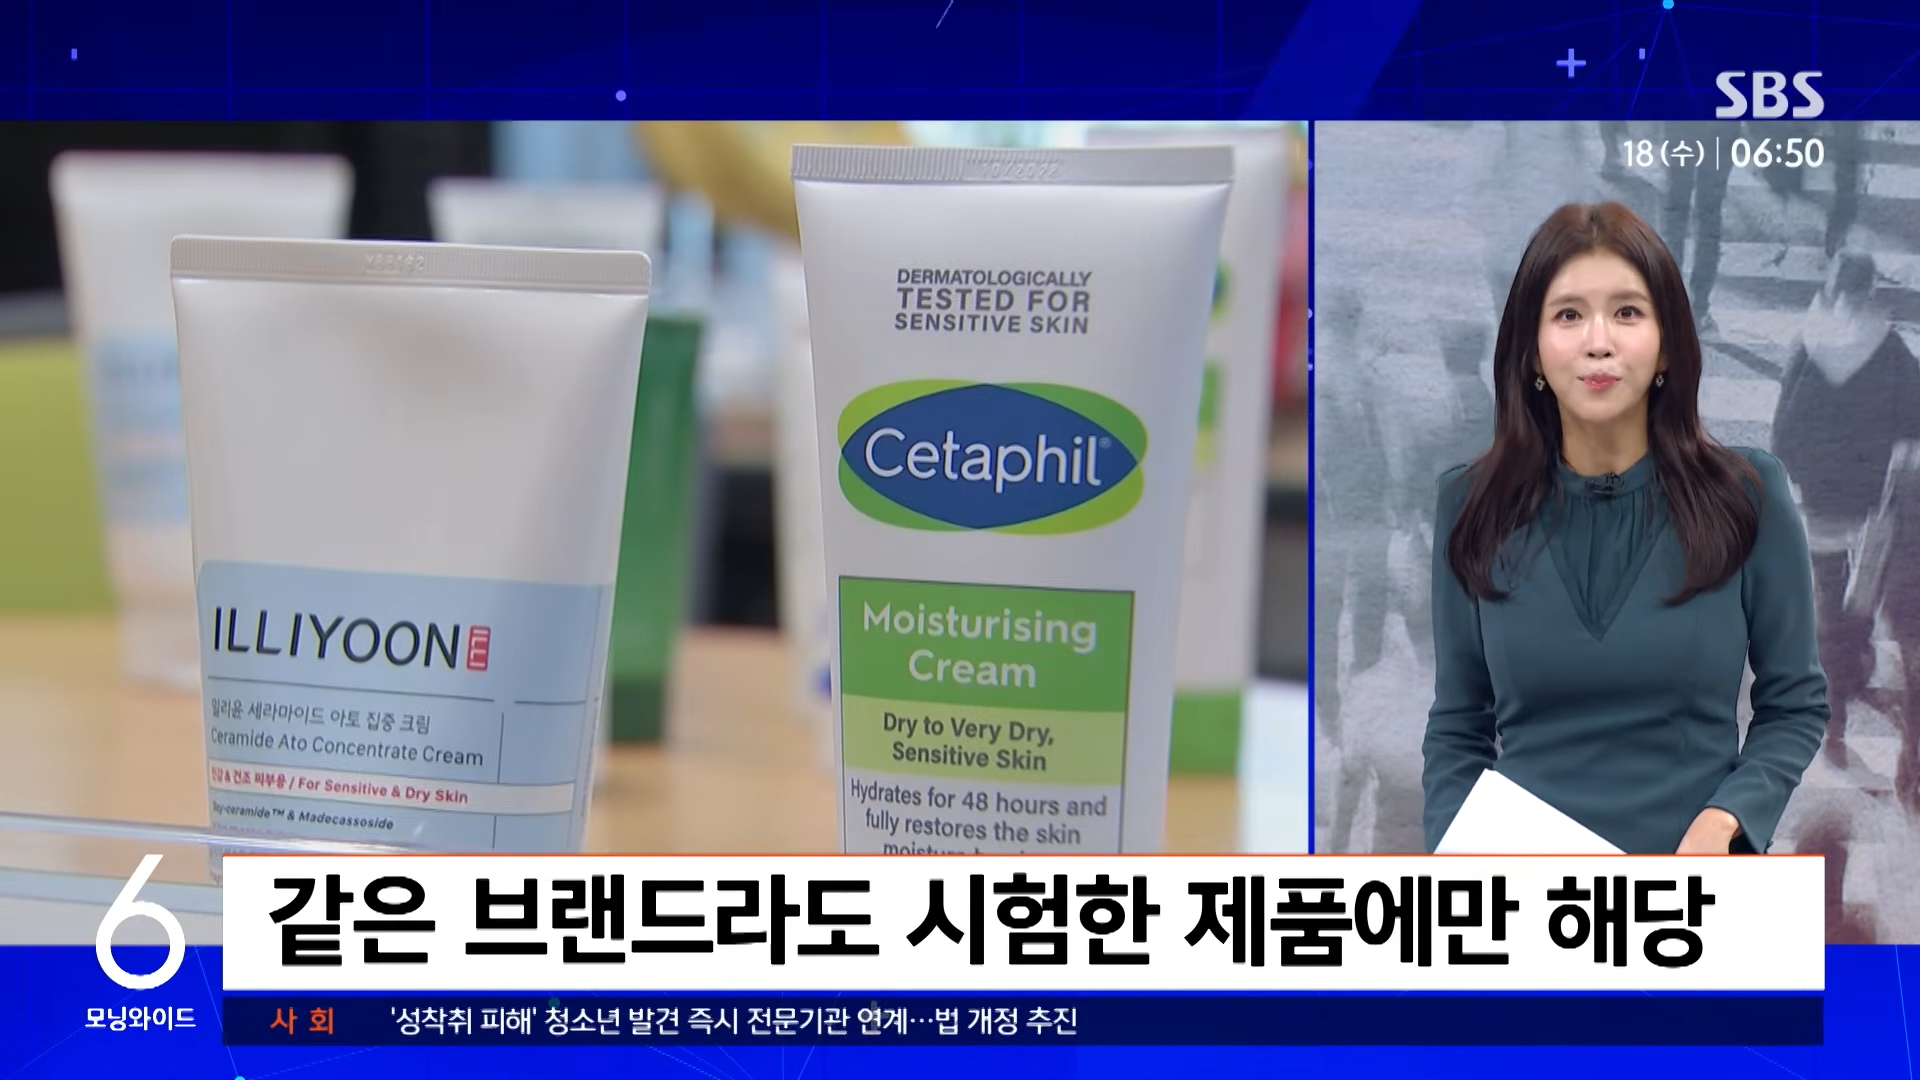 SBS
18(수) | 06:50
DERMATOLOGICALLY
TESTED FOR
SENSITIVE SKIN
Cetaphil®
Moisturising
Cream
Dry to Very Dry,
Sensitive Skin
Hydrates for 48 hours and
fully restores the skin
ILLIYOON ILLI
일리윤 세라마이드 아토 집중 크림
Ceramide Ato Concentrate Cream
민감&건조 피부용 / For Sensitive & Dry Skin
& Madecassoside
같은 브랜드라도 시험한 제품에만 해당
6
모닝와이드
사회 '성착취 피해' 청소년 발견 즉시 전문기관 연계…법 개정 추진